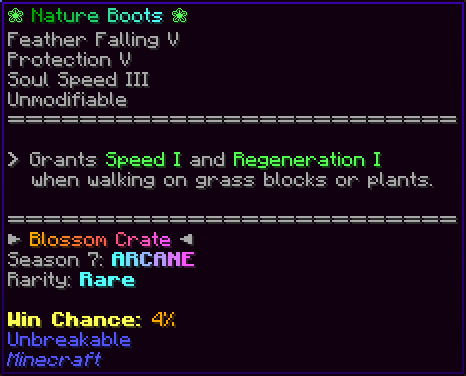 ❀ Nature Boots ❀
Feather Falling V
Protection V
Soul Speed III
Unmodifiable
============================
> Grants Speed I and Regeneration I
when walking on grass blocks or plants.
============================
► Blossom Crate ◄
Season 7: ARCANE
Rarity: Rare
Win Chance: 4%
Unbreakable
Minecraft